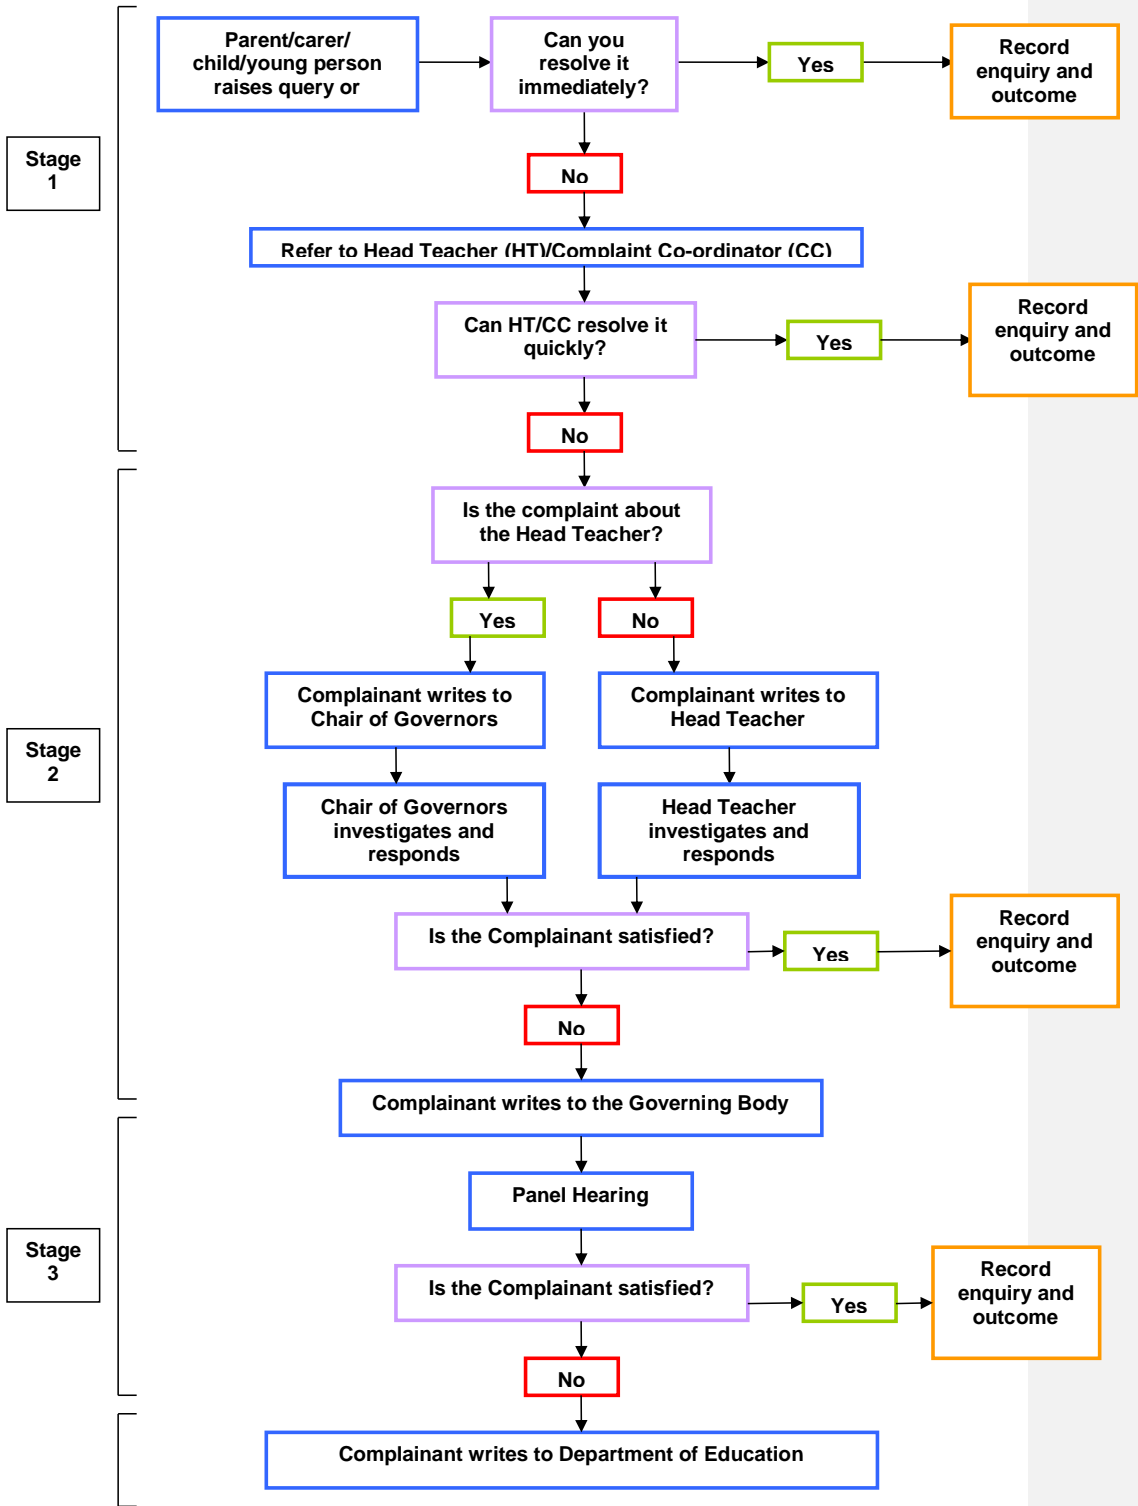 Parent/carer/
child/young person
raises query or
Can you
resolve it
immediately?
Yes
Record
enquiry and
outcome
Stage
1
No
Refer to Head Teacher (HT)/Complaint Co-ordinator (CC)
Can HT/CC resolve it
quickly?
Yes
Record
enquiry and
outcome
No
Is the complaint about
the Head Teacher?
Yes
No
Complainant writes to
Chair of Governors
Complainant writes to
Head Teacher
Stage
2
Chair of Governors
investigates and
responds
Head Teacher
investigates and
responds
Is the Complainant satisfied?
Yes
Record
enquiry and
outcome
No
Complainant writes to the Governing Body
Panel Hearing
Stage
3
Is the Complainant satisfied?
Yes
Record
enquiry and
outcome
No
Complainant writes to Department of Education